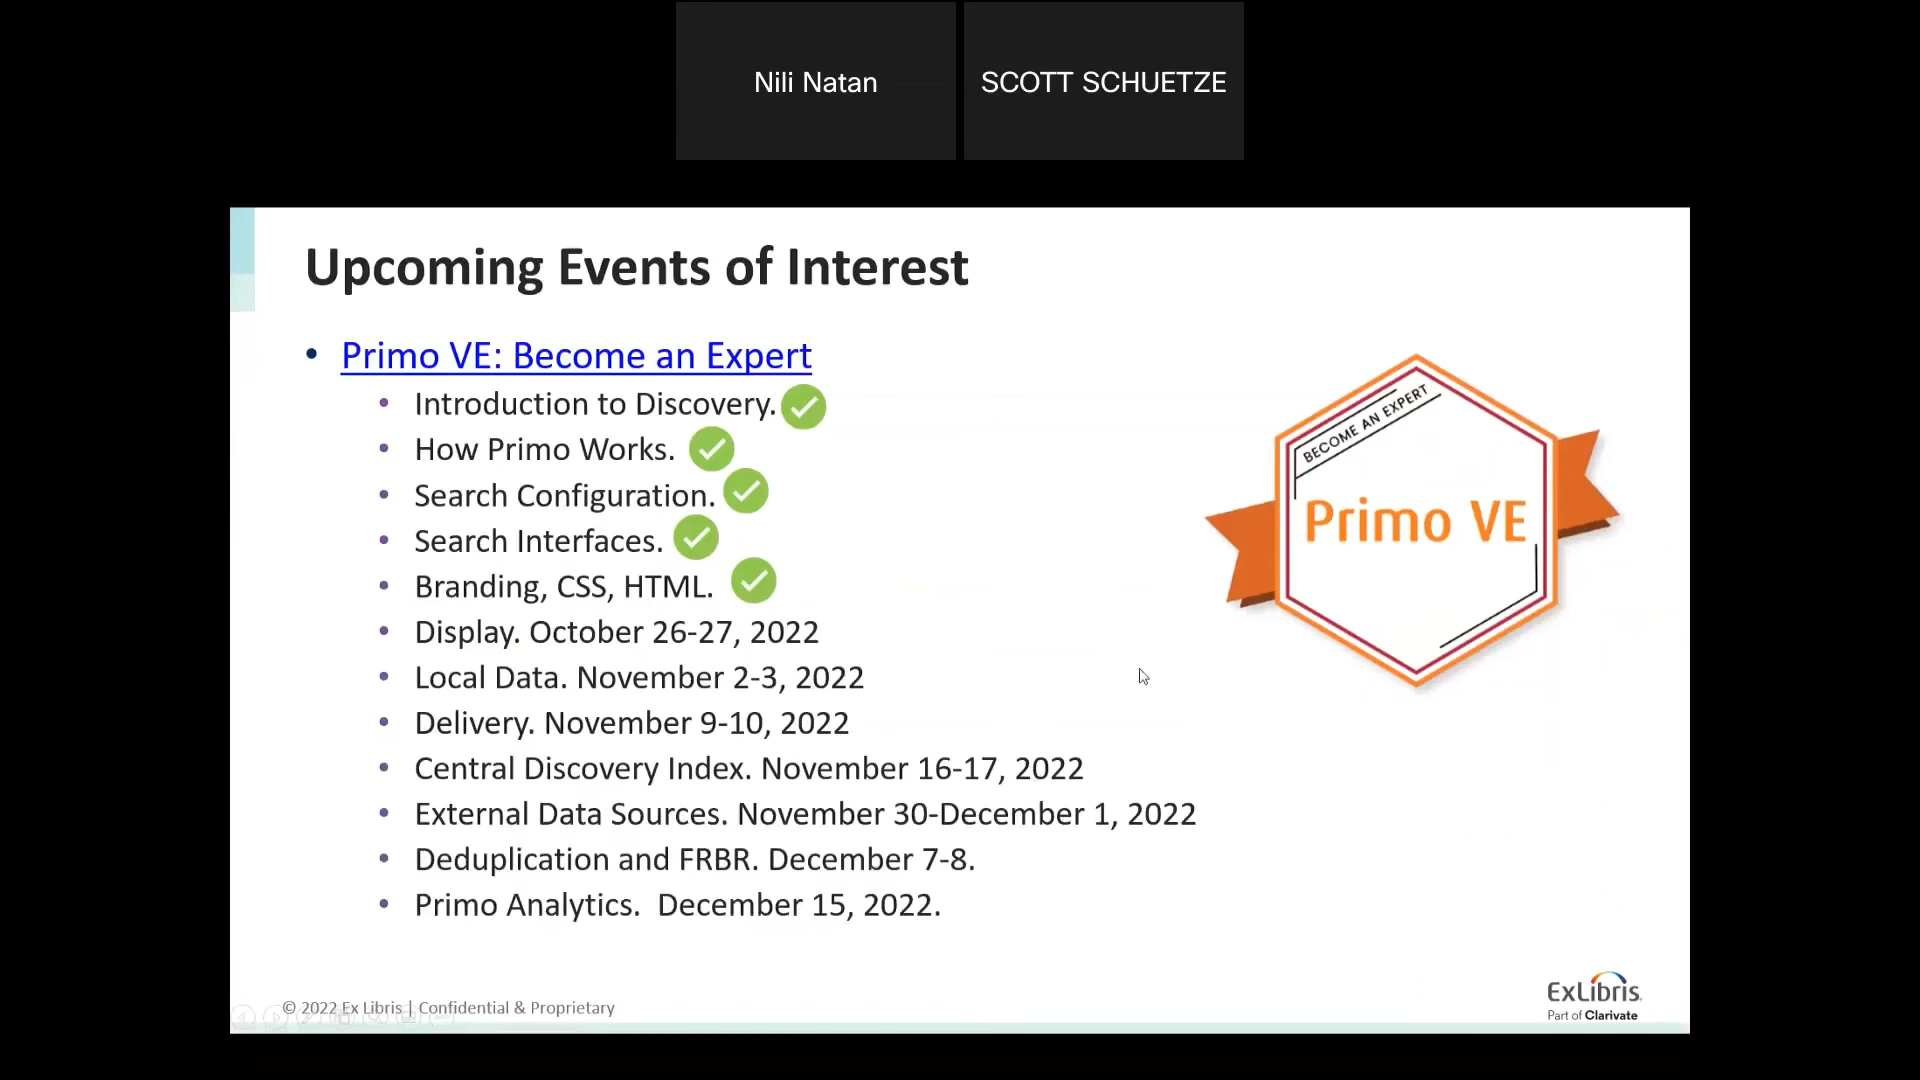 Nili Natan
SCOTT SCHUETZE
Upcoming Events of Interest
• Primo VE: Become an Expert
• Introduction to Discovery.
• How Primo Works.
• Search Configuration.
• Search Interfaces.
• Branding, CSS, HTML.
• Display. October 26-27, 2022
• Local Data. November 2-3, 2022
• Delivery. November 9-10, 2022
• Central Discovery Index. November 16-17, 2022
• External Data Sources. November 30-December 1, 2022
• Deduplication and FRBR. December 7-8.
• Primo Analytics.  December 15, 2022.
BECOME AN EXPERT
Primo VE
© 2022 Ex Libris | Confidential & Proprietary
ExLibris
Part of Clarivate